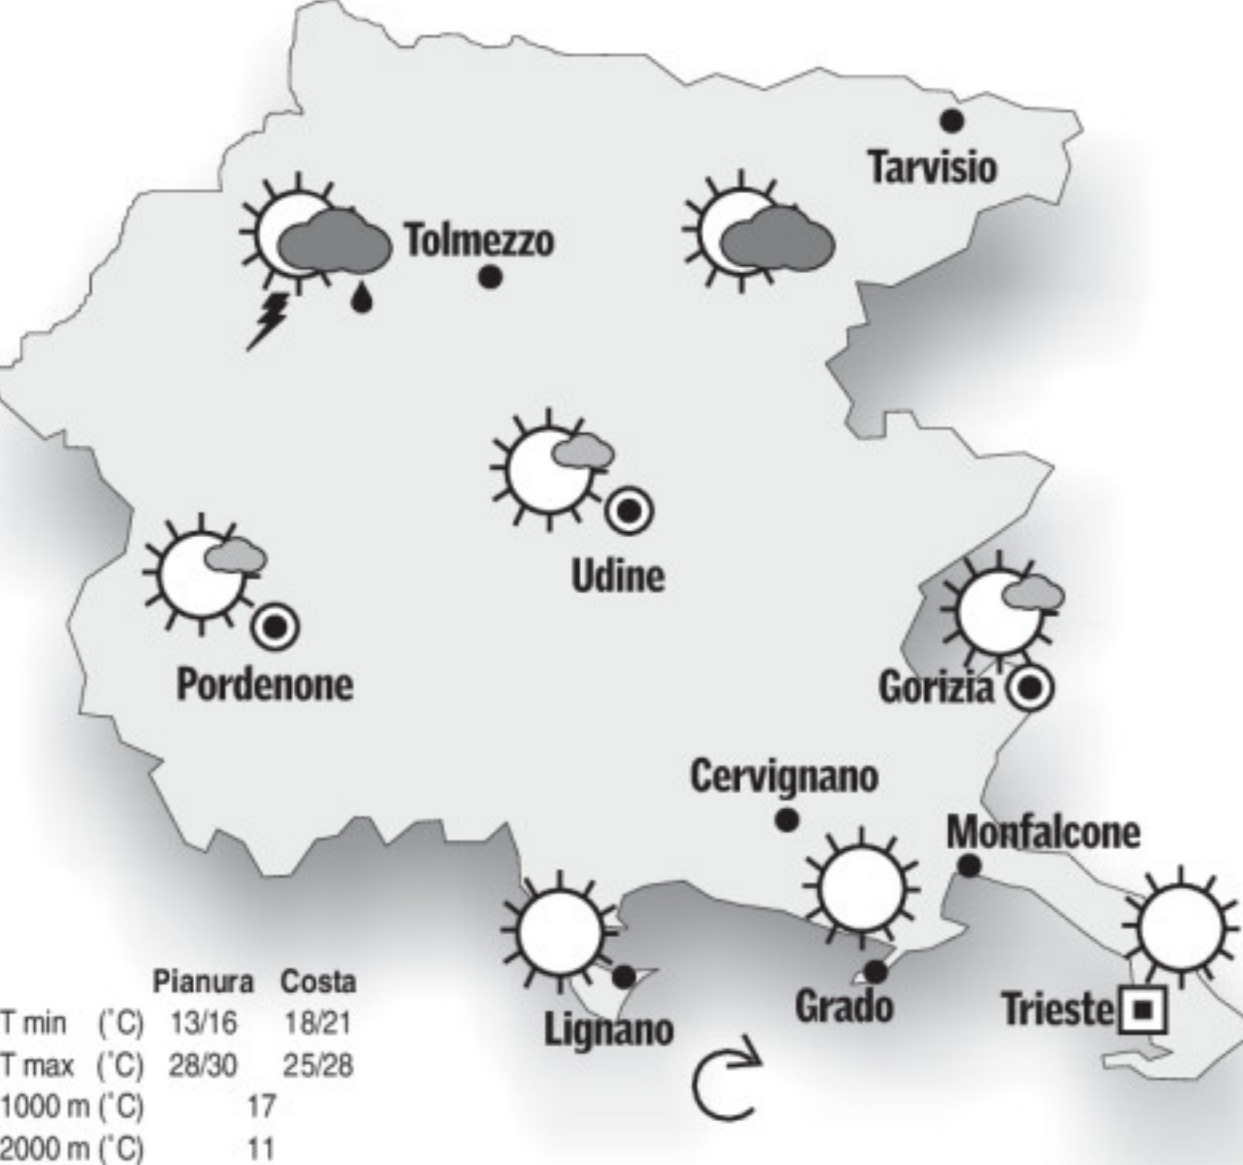 Tarvisio
Tolmezzo
Udine
Pordenone
Gorizia
Cervignano
Monfalcone
Grado
Trieste
Lignano
Pianura Costa
T min (°C) 13/16 18/21
T max (°C) 28/30 25/28
1000 m (°C) 17
2000 m (°C) 11